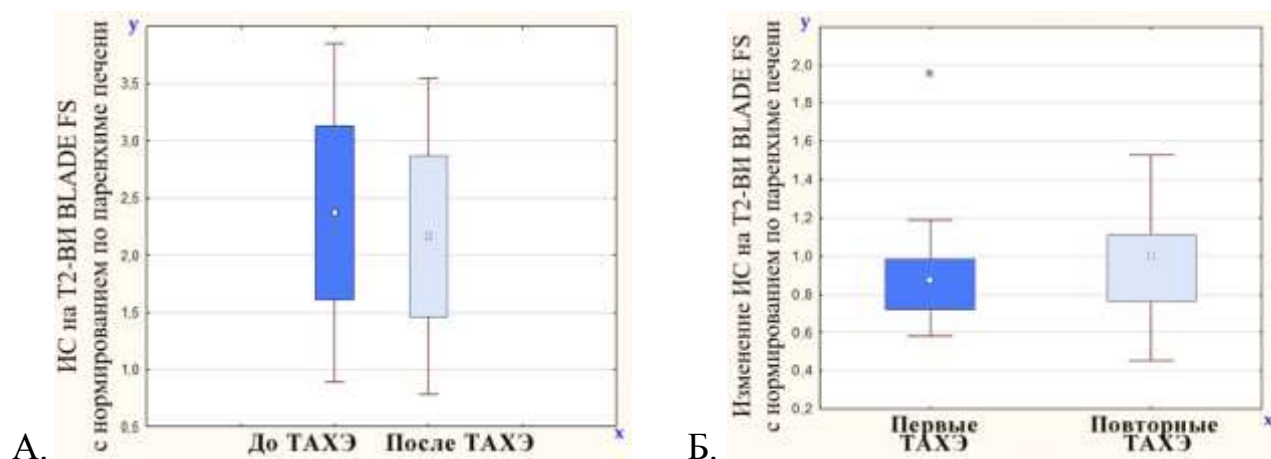 y
ИС на Т2-ВИ BLADE FS
с нормированием по паренхиме печени
3.5
3.0
2.5
2.0
1.5
1.0
0.5
До ТАХЭ После ТАХЭ
x
А.
y
Изменение ИС на Т2-ВИ BLADE FS
с нормированием по паренхиме печени
2.0
1.8
1.6
1,4
1.2
1.0
0.8
0.6
0.4
0.2
Первые
ТАХЭ
Повторные
ТАХЭ
x
Б.